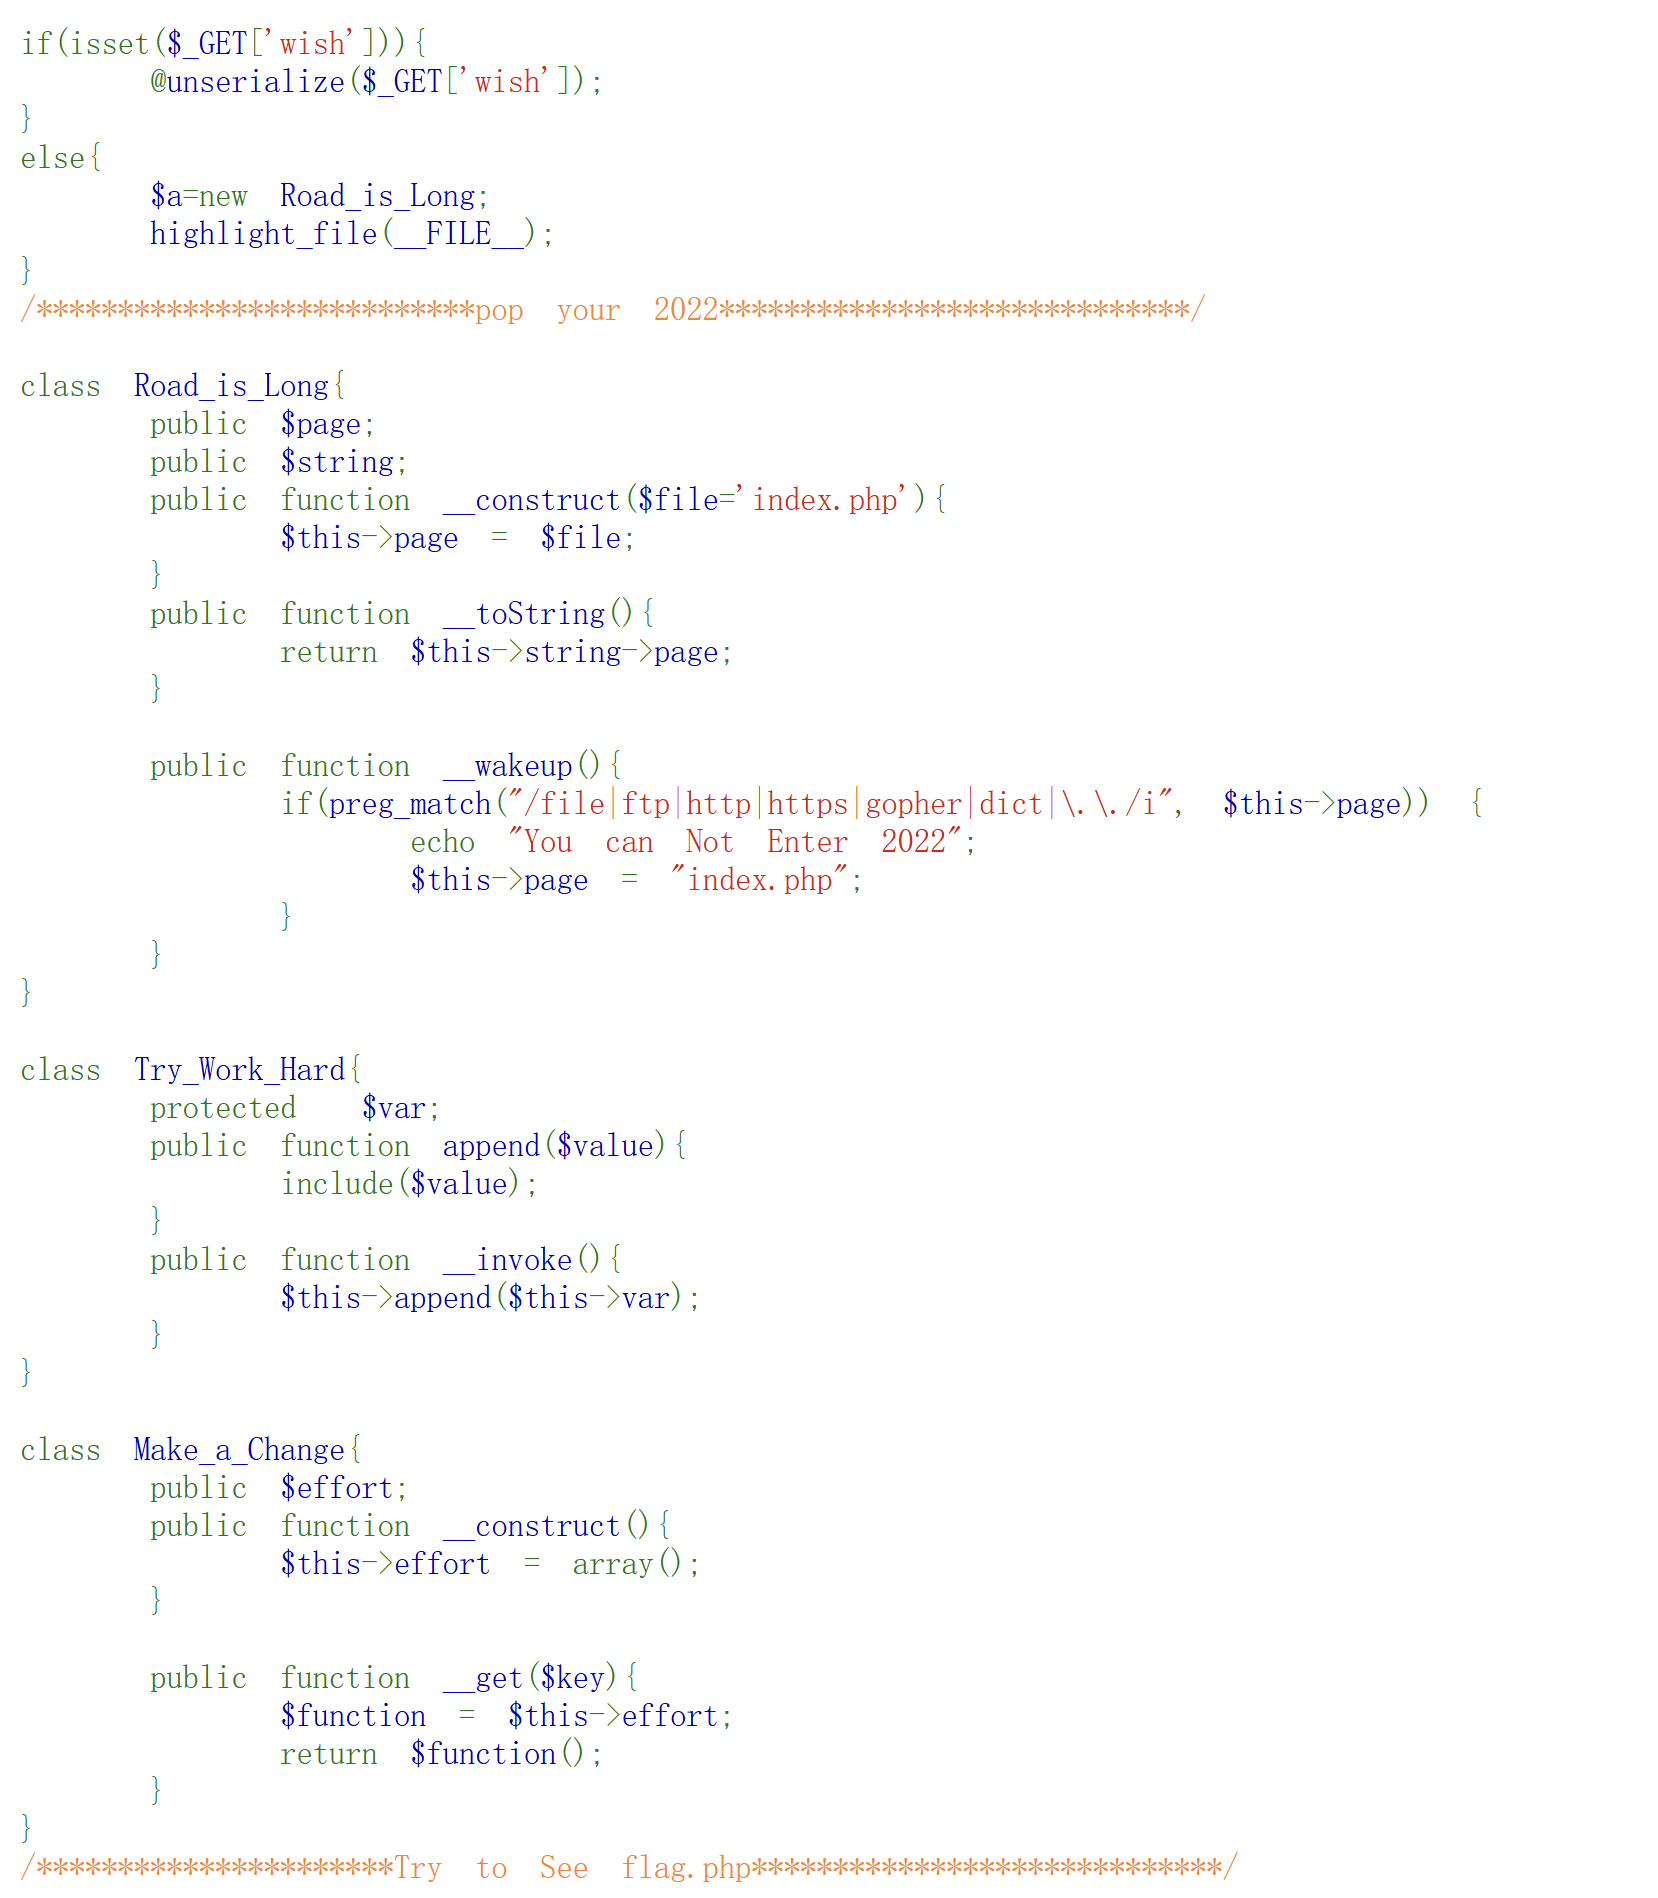 if(isset($_GET['wish'])){
@unserialize($_GET['wish']);
}
else{
$a=new Road_is_Long;
highlight_file(__FILE__);
}
/***************************pop your 2022*****************************/
class Road_is_Long{
public $page;
public $string;
public function __construct($file='index.php'){
$this->page = $file;
}
public function __toString(){
return $this->string->page;
}
public function __wakeup(){
if(preg_match("/file|ftp|http|https|gopher|dict|\.\./i", $this->page)) {
echo "You can Not Enter 2022";
$this->page = "index.php";
}
}
}
class Try_Work_Hard{
protected $var;
public function append($value){
include($value);
}
public function __invoke(){
$this->append($this->var);
}
}
class Make_a_Change{
public $effort;
public function __construct(){
$this->effort = array();
}
public function __get($key){
$function = $this->effort;
return $function();
}
}
/**********************Try to See flag.php*****************************/